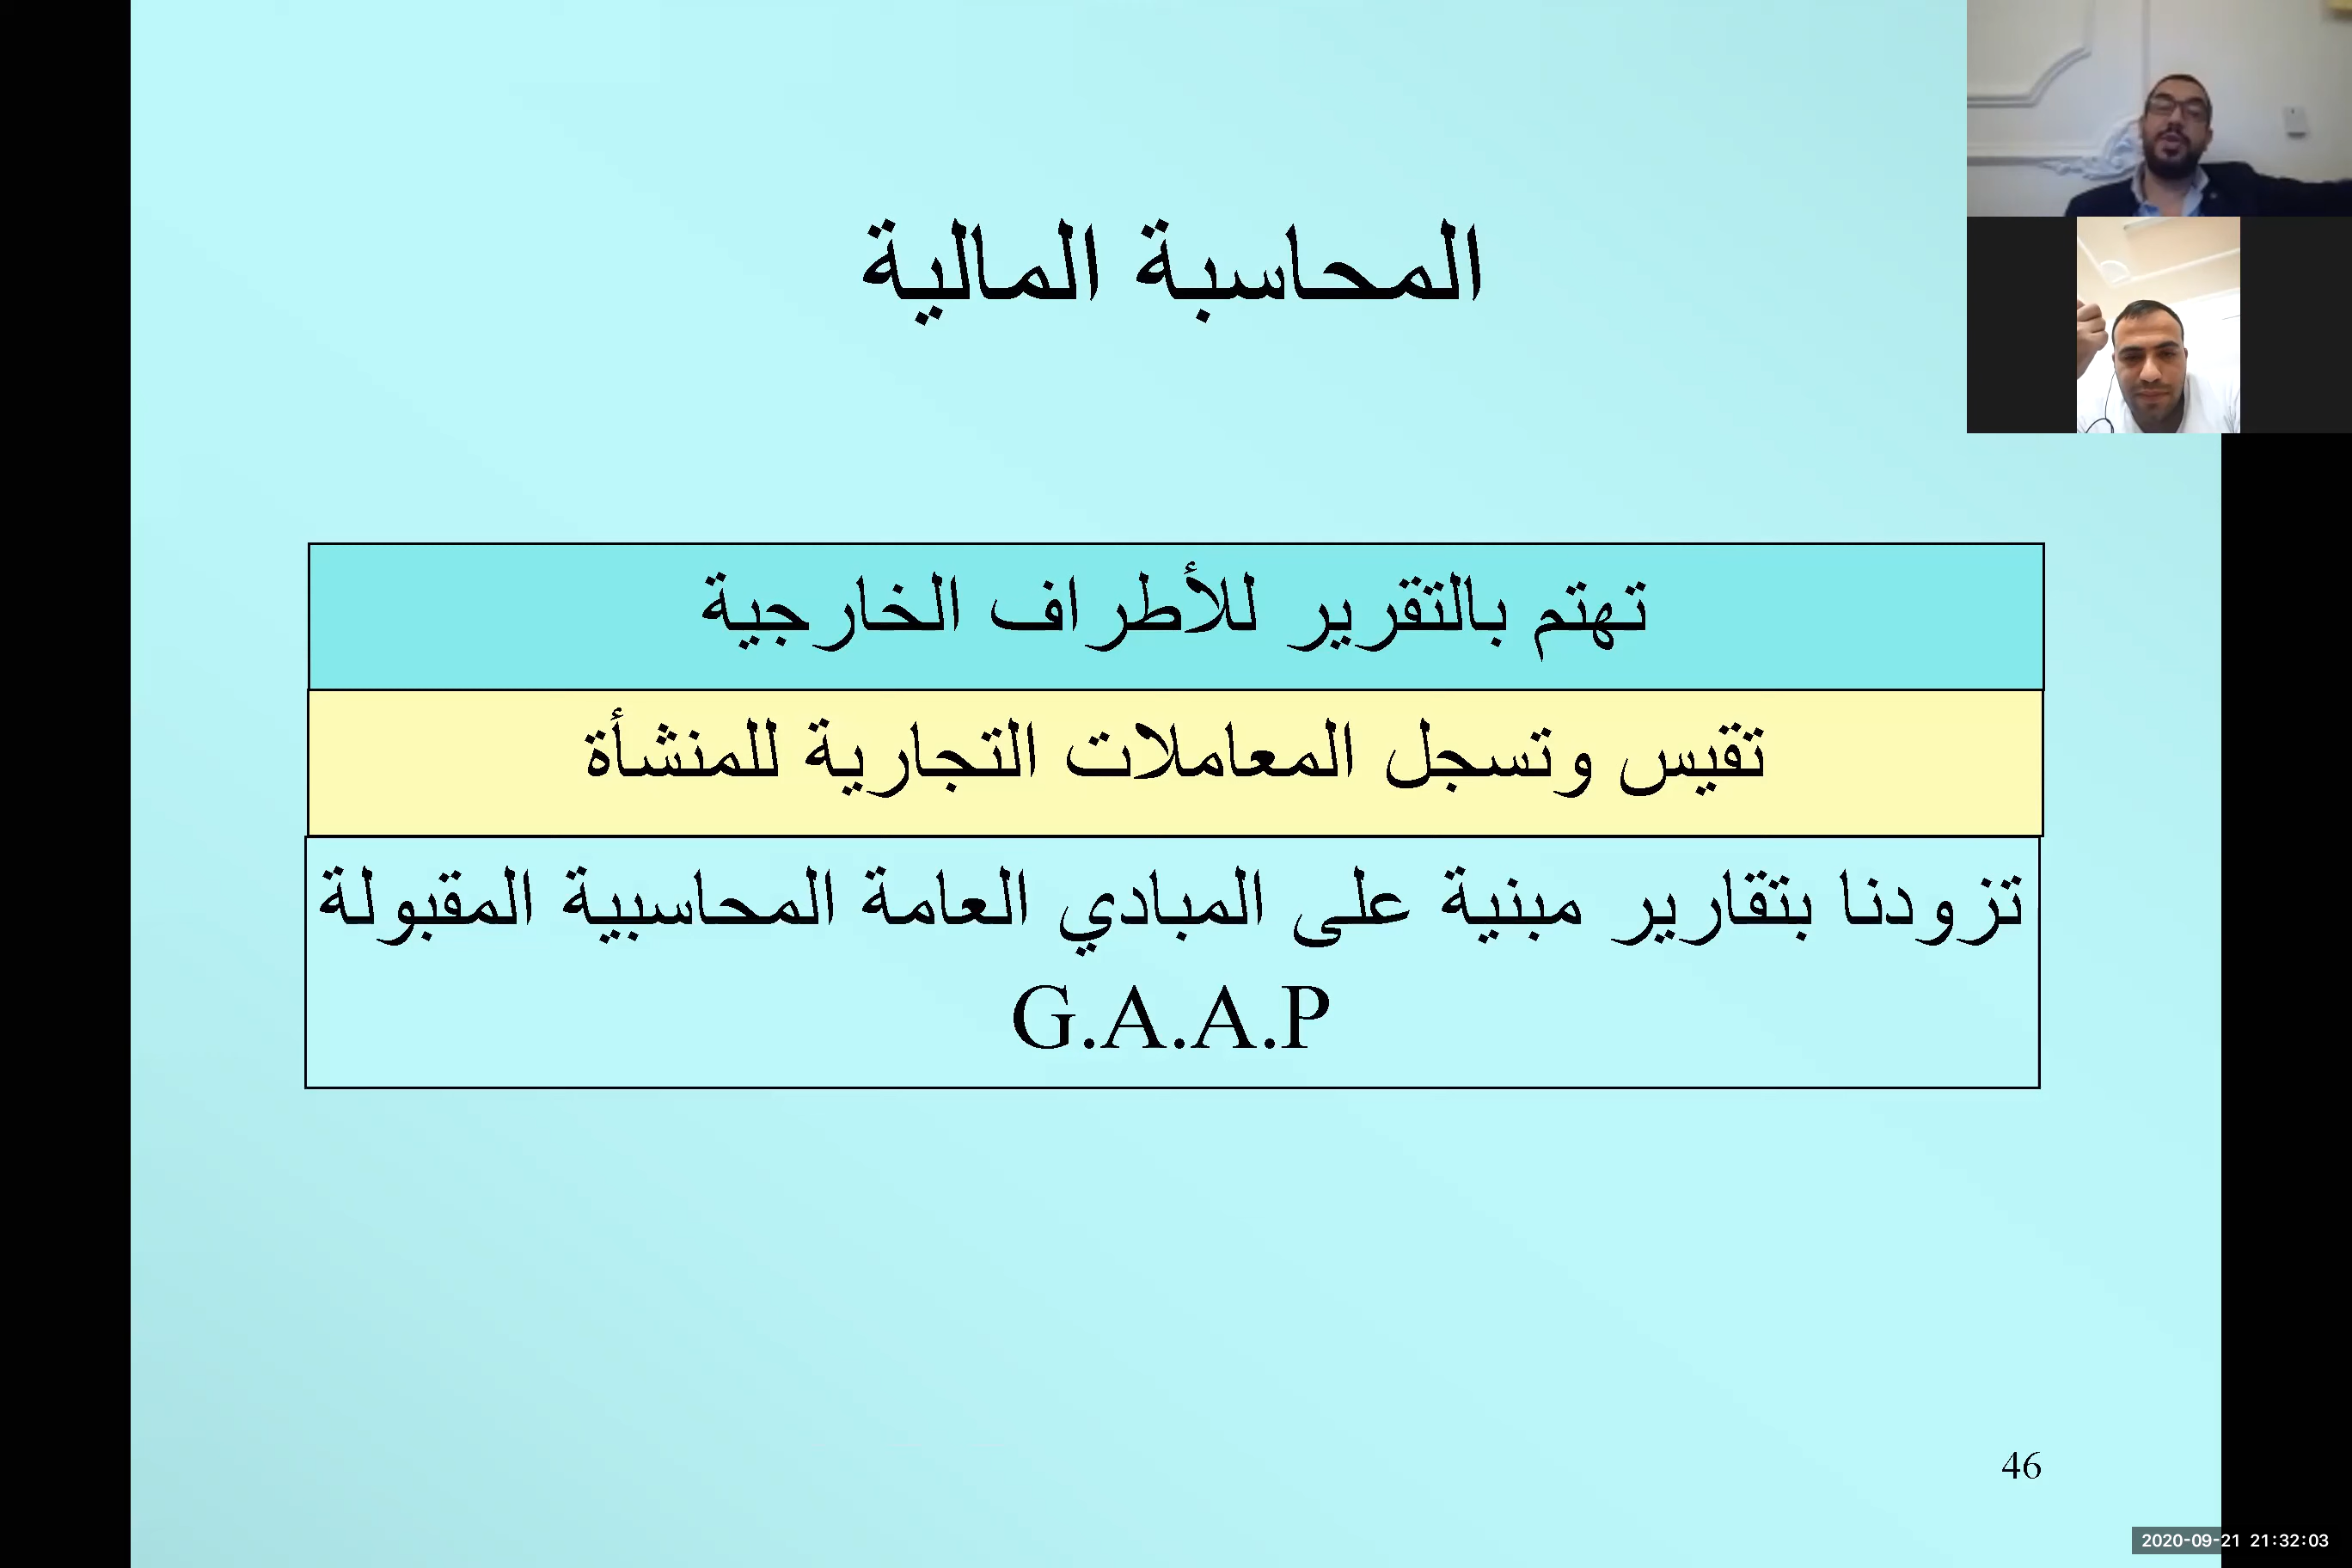 المحاسبة المالية
تهتم بالتقرير للأطراف الخارجية
تقيس وتسجل المعاملات التجارية للمنشأة
تزودنا بتقارير مبنية على المبادي العامة المحاسبية المقبولة
G.A.A.P
46
2020-09-21 21:32:03